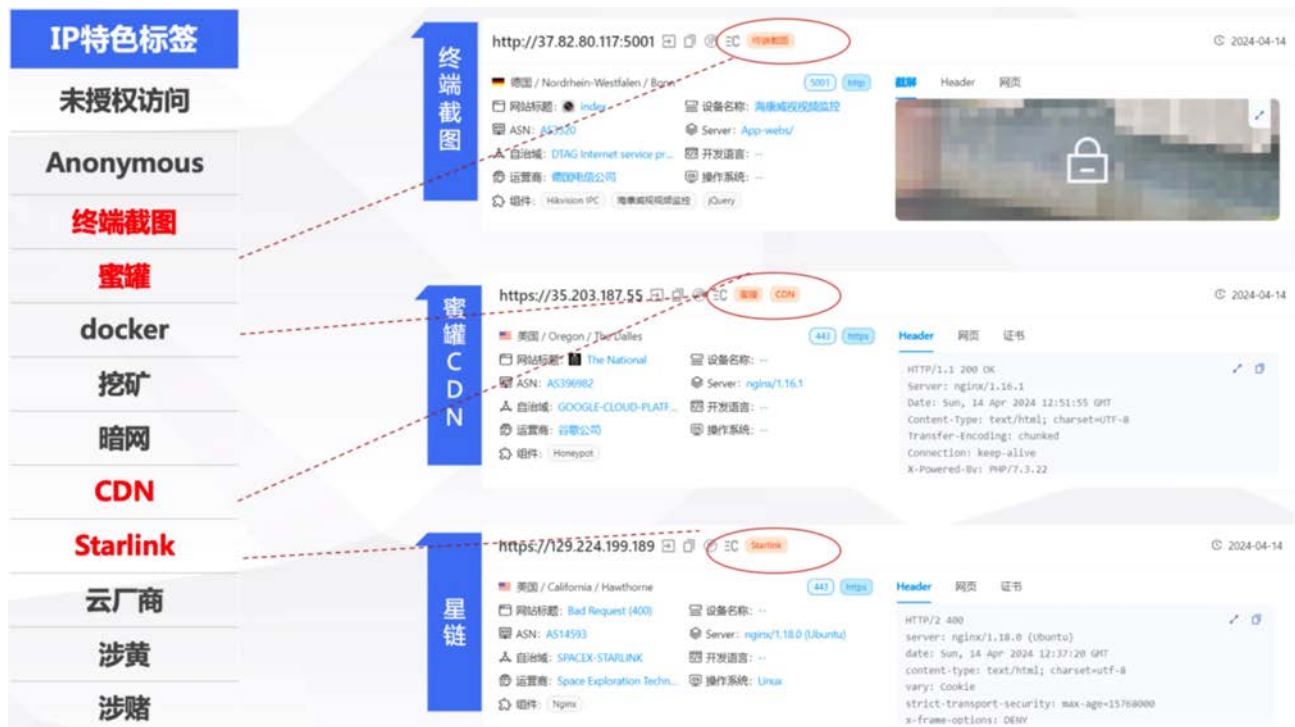 IP特色标签
未授权访问
Anonymous
终端截图
蜜罐
docker
挖矿
暗网
CDN
Starlink
云厂商
涉黄
涉赌
终端截图
http://37.82.80.117:5001 终端截图 2024-04-14
德国 / Nordrhein-Westfalen / Bonn 5001 http
网站标题: index 设备名称: 海康威视视频监控
ASN: AS3320 Server: App-webs/
自治域: DTAG Internet service pr... 开发语言: --
运营商: 德国电信公司 操作系统: --
组件: Hikvision IPC 海康威视视频监控 jQuery
截屏 Header 网页
蜜罐CDN
https://35.203.187.55 蜜罐 CDN 2024-04-14
美国 / Oregon / The Dalles 443 https
网站标题: The National 设备名称: --
ASN: AS396982 Server: nginx/1.16.1
自治域: GOOGLE-CLOUD-PLATF... 开发语言: --
运营商: 谷歌公司 操作系统: --
组件: Honeypot
Header 网页 证书
HTTP/1.1 200 OK
Server: nginx/1.16.1
Date: Sun, 14 Apr 2024 12:51:55 GMT
Content-Type: text/html; charset=UTF-8
Transfer-Encoding: chunked
Connection: keep-alive
X-Powered-By: PHP/7.3.22
星链
https://129.224.199.189 Starlink 2024-04-14
美国 / California / Hawthorne 443 https
网站标题: Bad Request (400) 设备名称: --
ASN: AS14593 Server: nginx/1.18.0 (Ubuntu)
自治域: SPACEX-STARLINK 开发语言: --
运营商: Space Exploration Techn... 操作系统: Linux
组件: Nginx
Header 网页 证书
HTTP/2 400
server: nginx/1.18.0 (Ubuntu)
date: Sun, 14 Apr 2024 12:37:20 GMT
content-type: text/html; charset=utf-8
vary: Cookie
strict-transport-security: max-age=15768000
x-frame-options: DENY